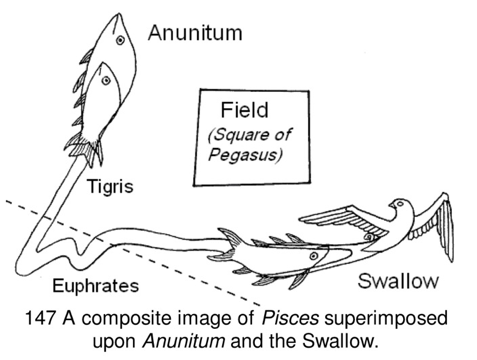 Anunitum
Field
(Square of
Pegasus)
Tigris
Euphrates
Swallow
147 A composite image of Pisces superimposed
upon Anunitum and the Swallow.